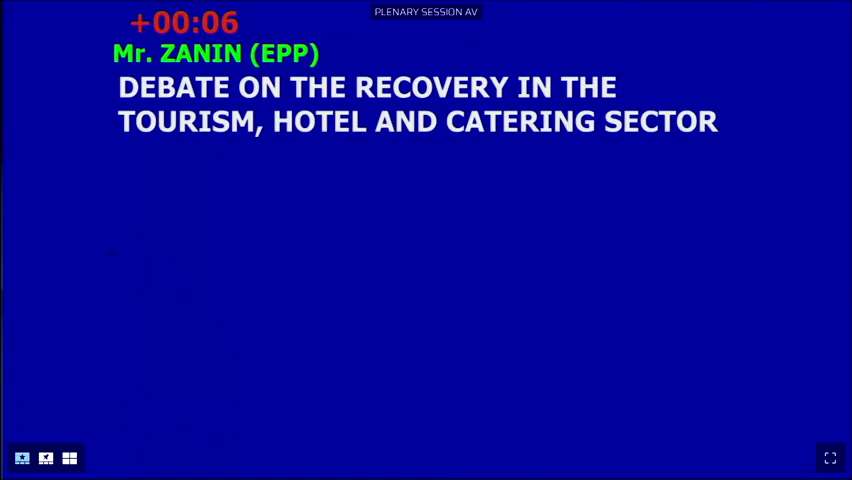 PLENARY SESSION AV
+00:06
Mr. ZANIN (EPP)
DEBATE ON THE RECOVERY IN THE
TOURISM, HOTEL AND CATERING SECTOR